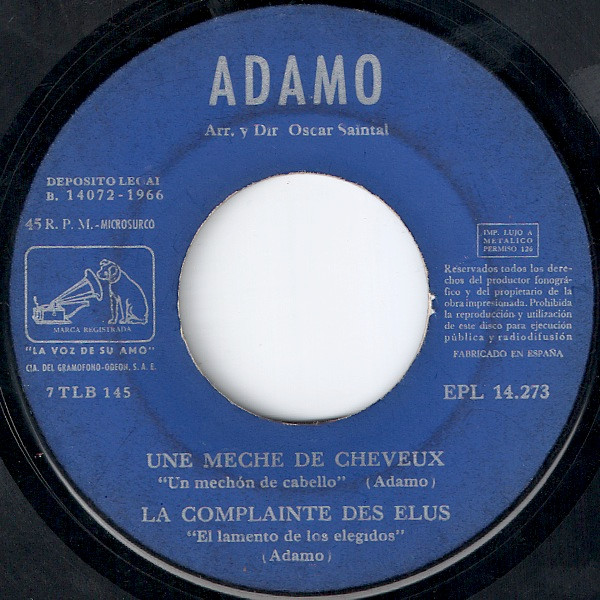 ADAMO
Arr. y Dir Oscar Saintal
DEPOSITO LEGAL
B. 14072-1966
45 R. P. M.-MICROSURCO
MARCA REGISTRADA
"LA VOZ DE SU AMO"
CIA. DEL GRAMOFONO-ODEON. S. A. E.
7 TLB 145
IMP. LUJO A
METALICO
PERMISO 126
Reservados todos los dere-
chos del productor fonográ-
fico y del propietario de la
obra impresionada. Prohibida
la reproducción y utilización
de este disco para ejecución
pública y radiodifusión
FABRICADO EN ESPAÑA
EPL 14.273
UNE MECHE DE CHEVEUX
"Un mechón de cabello" (Adamo)
LA COMPLAINTE DES ELUS
"El lamento de los elegidos"
(Adamo)